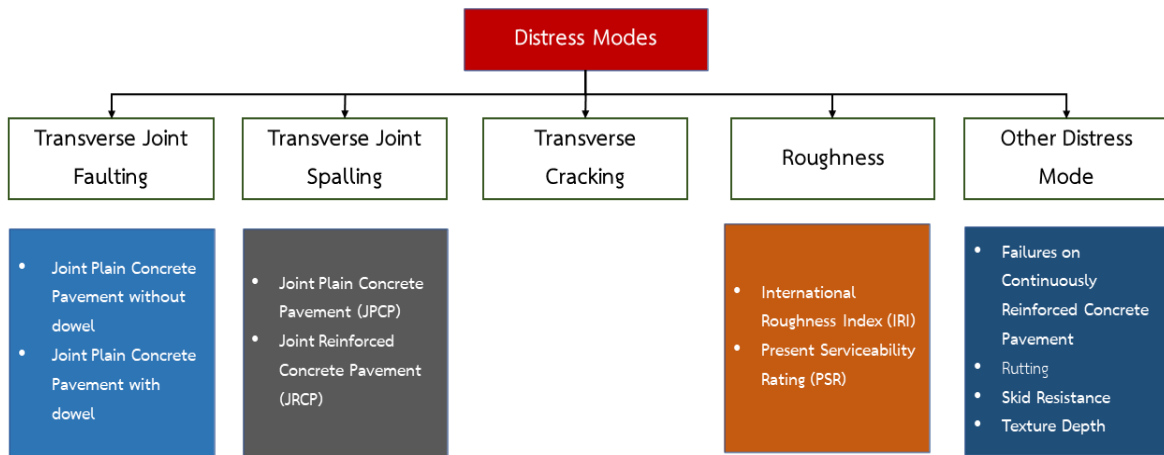 Distress Modes
Transverse Joint
Faulting
Transverse Joint
Spalling
Transverse
Cracking
Roughness
Other Distress
Mode
• Joint Plain Concrete
Pavement without
dowel
• Joint Plain Concrete
Pavement with
dowel
• Joint Plain Concrete
Pavement (JPCP)
• Joint Reinforced
Concrete Pavement
(JRCP)
• International
Roughness Index (IRI)
• Present Serviceability
Rating (PSR)
• Failures on
Continuously
Reinforced Concrete
Pavement
• Rutting
• Skid Resistance
• Texture Depth